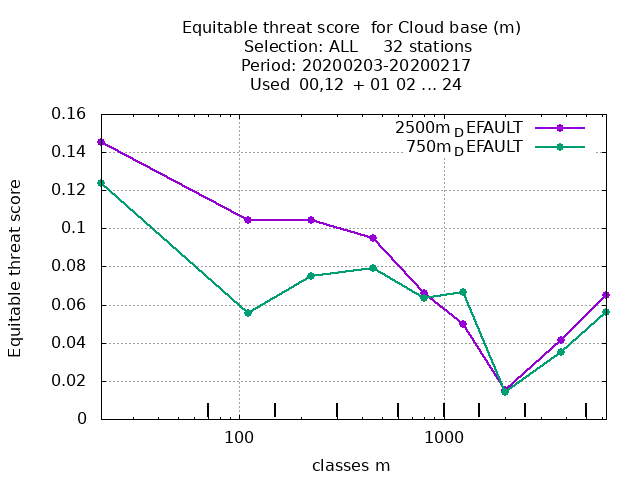 Equitable threat score  for Cloud base (m)
Selection: ALL     32 stations
Period: 20200203-20200217
Used  00,12  + 01 02 ... 24
0.16
0.14
0.12
0.1
0.08
0.06
0.04
0.02
0
Equitable threat score
2500m_DEFAULT
750m_DEFAULT
100
1000
classes m